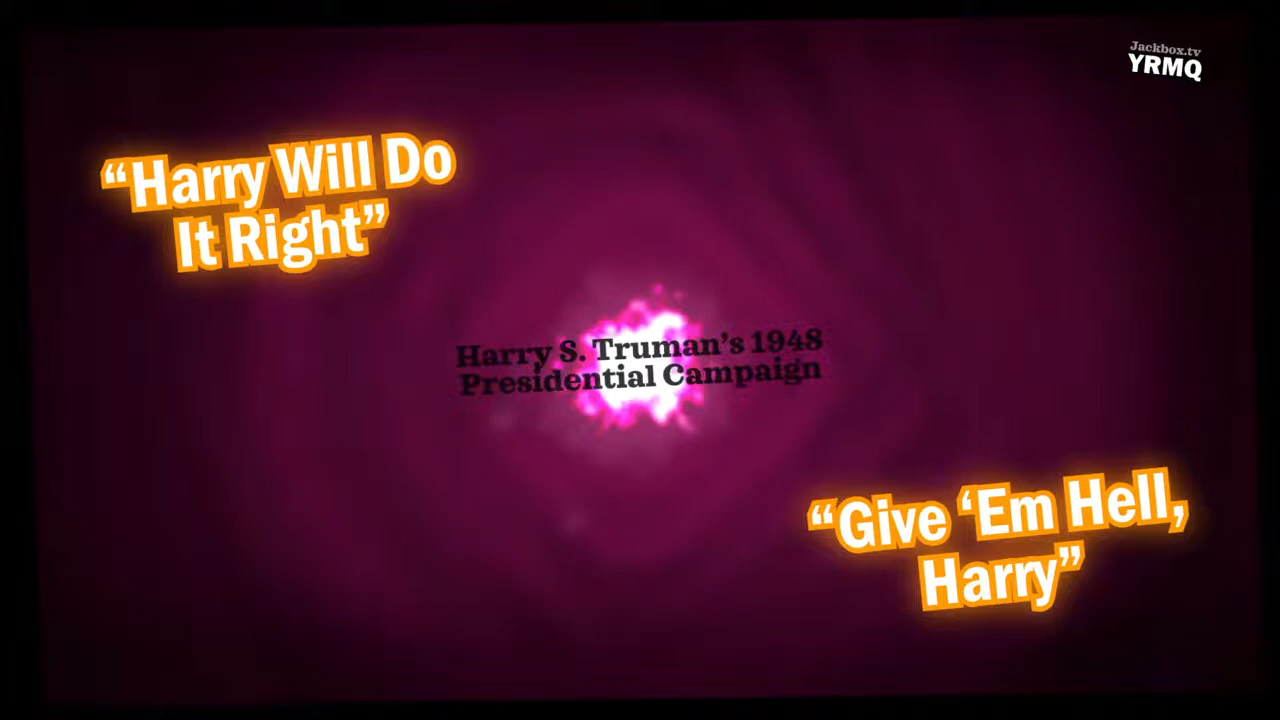 Jackbox.tv
YRMQ
“Harry Will Do
It Right”
Harry S. Truman’s 1948
Presidential Campaign
“Give ‘Em Hell,
Harry”